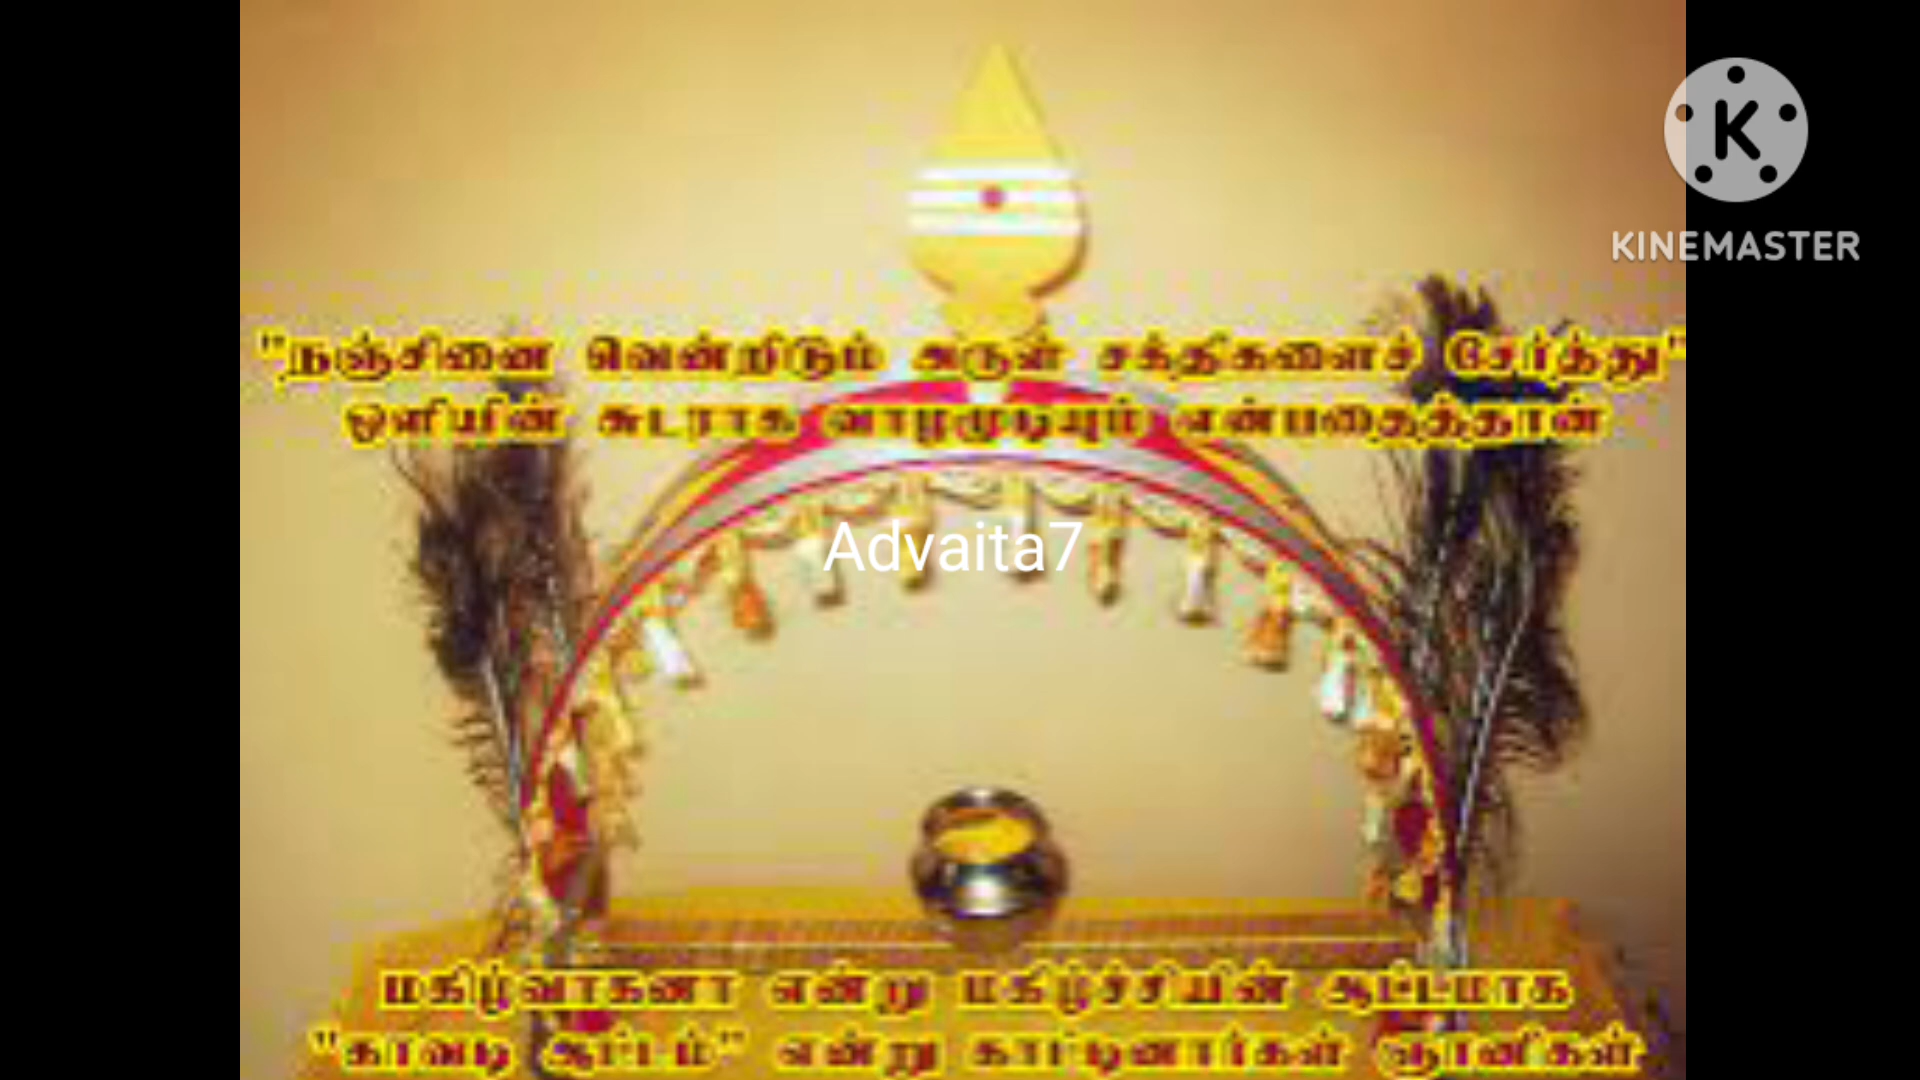 KINEMASTER
"நஞ்சினை வென்றிடும் அருள் சக்திகளைச் சேர்த்து"
ஒளியின் சுடராக வாழமுடியும் என்பதைத்தான்
Advaita7
மகிழ்வாகனா என்று மகிழ்ச்சியின் ஆட்டமாக
"காவடி ஆட்டம்" என்று காட்டினார்கள் ஞானிகள்